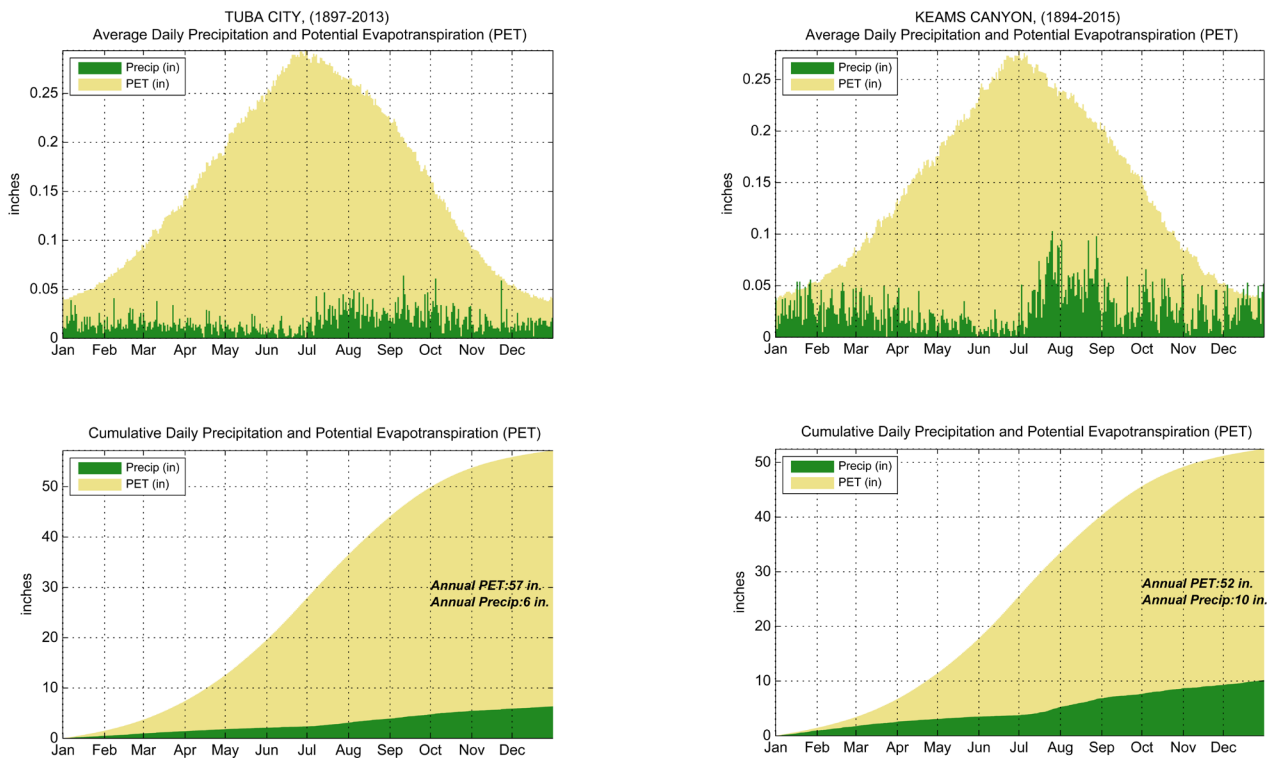 TUBA CITY, (1897-2013)
Average Daily Precipitation and Potential Evapotranspiration (PET)
Precip (in)
PET (in)
0.25
0.2
0.15
0.1
0.05
0
inches
Jan Feb Mar Apr May Jun Jul Aug Sep Oct Nov Dec
KEAMS CANYON, (1894-2015)
Average Daily Precipitation and Potential Evapotranspiration (PET)
Precip (in)
PET (in)
0.25
0.2
0.15
0.1
0.05
0
inches
Jan Feb Mar Apr May Jun Jul Aug Sep Oct Nov Dec
Cumulative Daily Precipitation and Potential Evapotranspiration (PET)
Precip (in)
PET (in)
50
40
30
20
10
0
inches
Annual PET:57 in.
Annual Precip:6 in.
Jan Feb Mar Apr May Jun Jul Aug Sep Oct Nov Dec
Cumulative Daily Precipitation and Potential Evapotranspiration (PET)
Precip (in)
PET (in)
50
40
30
20
10
0
inches
Annual PET:52 in.
Annual Precip:10 in.
Jan Feb Mar Apr May Jun Jul Aug Sep Oct Nov Dec